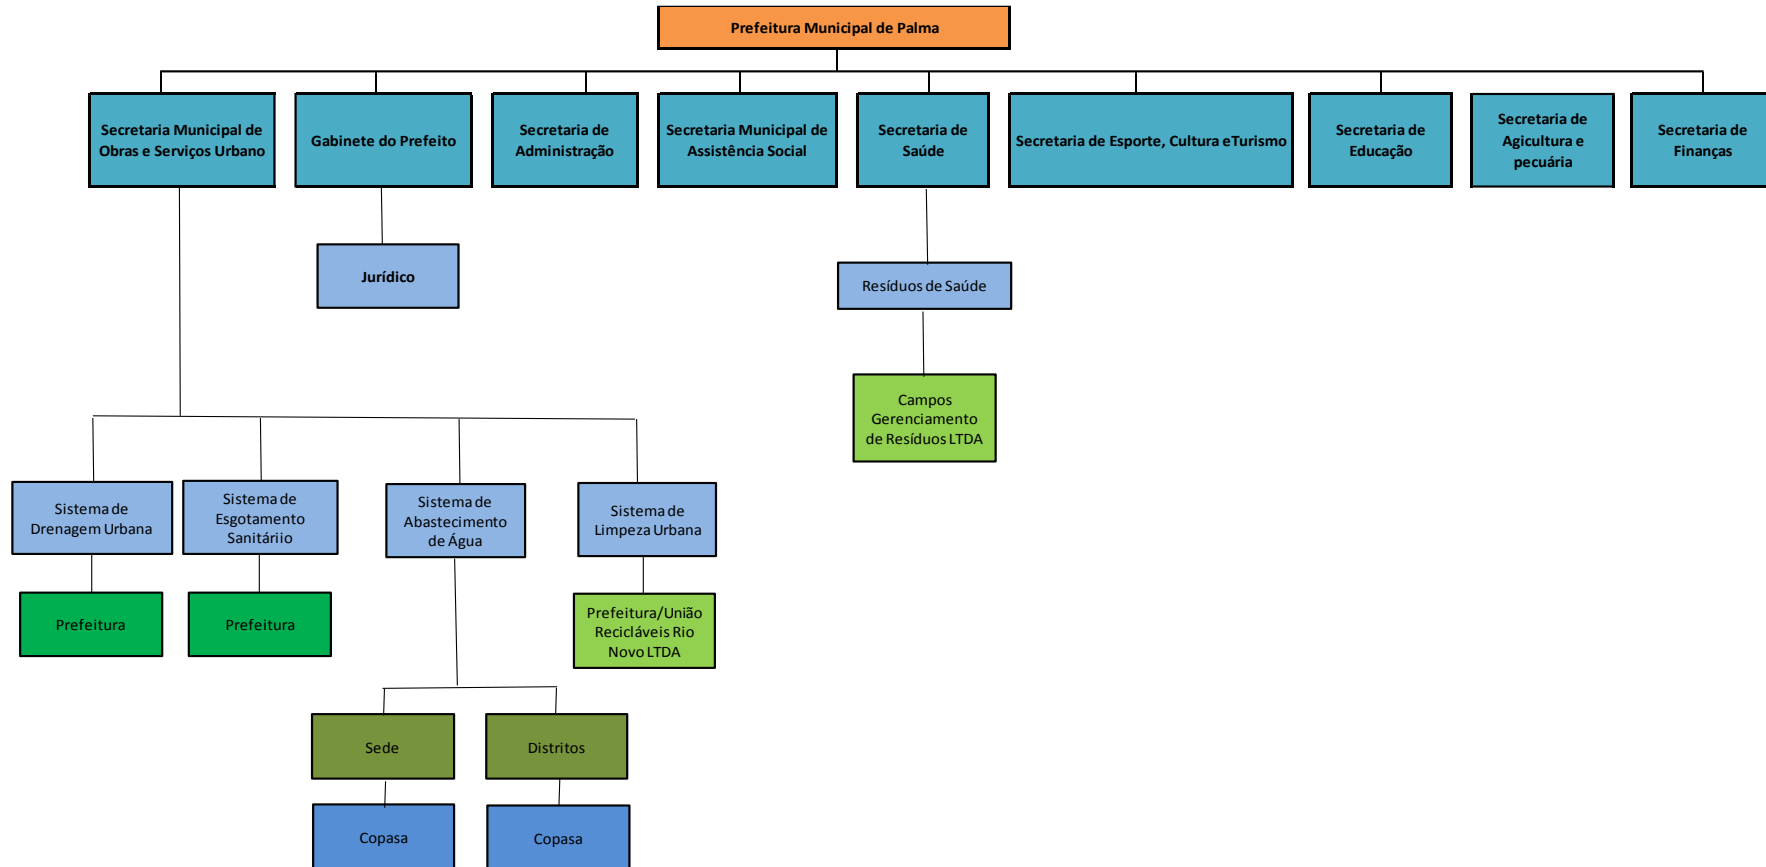 Prefeitura Municipal de Palma
Secretaria Municipal de
Obras e Serviços Urbano
Gabinete do Prefeito
Secretaria de
Administração
Secretaria Municipal de
Assistência Social
Secretaria de
Saúde
Secretaria de Esporte, Cultura eTurismo
Secretaria de
Educação
Secretaria de
Agicultura e
pecuária
Secretaria de
Finanças
Jurídico
Resíduos de Saúde
Campos
Gerenciamento
de Resíduos LTDA
Sistema de
Drenagem Urbana
Sistema de
Esgotamento
Sanitáriio
Sistema de
Abastecimento
de Água
Sistema de
Limpeza Urbana
Prefeitura
Prefeitura
Prefeitura/União
Recicláveis Rio
Novo LTDA
Sede
Distritos
Copasa
Copasa